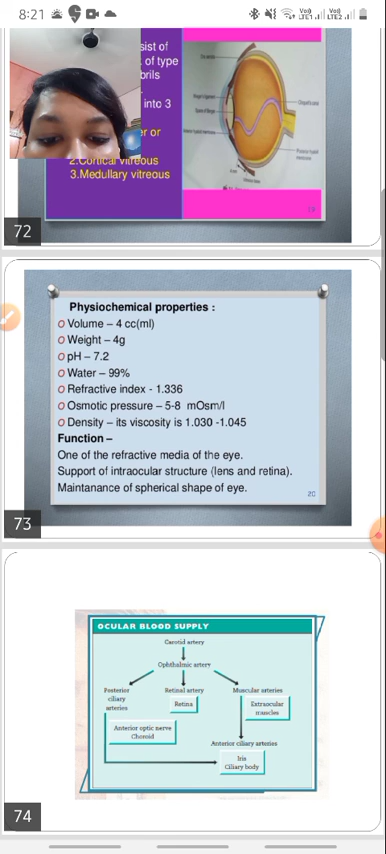 8:21
Vo)) LTE1
Vo)) LTE2
sist of
. of type
brils
into 3
er or
2.Cortical vitreous
3.Medullary vitreous
72
Physiochemical properties :
O Volume – 4 cc(ml)
O Weight – 4g
O pH – 7.2
O Water – 99%
O Refractive index - 1.336
O Osmotic pressure – 5-8 mOsm/l
O Density – its viscosity is 1.030 -1.045
Function –
One of the refractive media of the eye.
Support of intraocular structure (lens and retina).
Maintanance of spherical shape of eye.
20
73
OCULAR BLOOD SUPPLY
Carotid artery
Ophthalmic artery
Posterior ciliary arteries
Retinal artery
Muscular arteries
Retina
Extraocular muscles
Anterior optic nerve
Choroid
Anterior ciliary arteries
Iris
Ciliary body
74